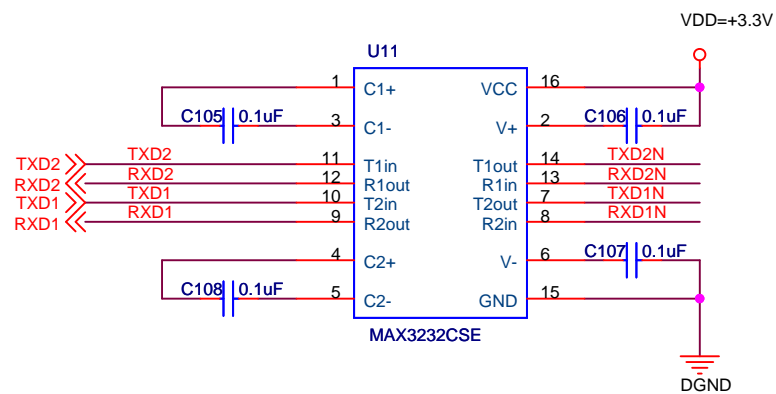 VDD=+3.3V
U11
1 C1+ VCC 16
C105 0.1uF 3 C1- V+ 2 C106 0.1uF
TXD2 TXD2 11 T1in T1out 14 TXD2N
RXD2 RXD2 12 R1out R1in 13 RXD2N
TXD1 TXD1 10 T2in T2out 7 TXD1N
RXD1 RXD1 9 R2out R2in 8 RXD1N
4 C2+ V- 6 C107 0.1uF
C108 0.1uF 5 C2- GND 15
MAX3232CSE
DGND